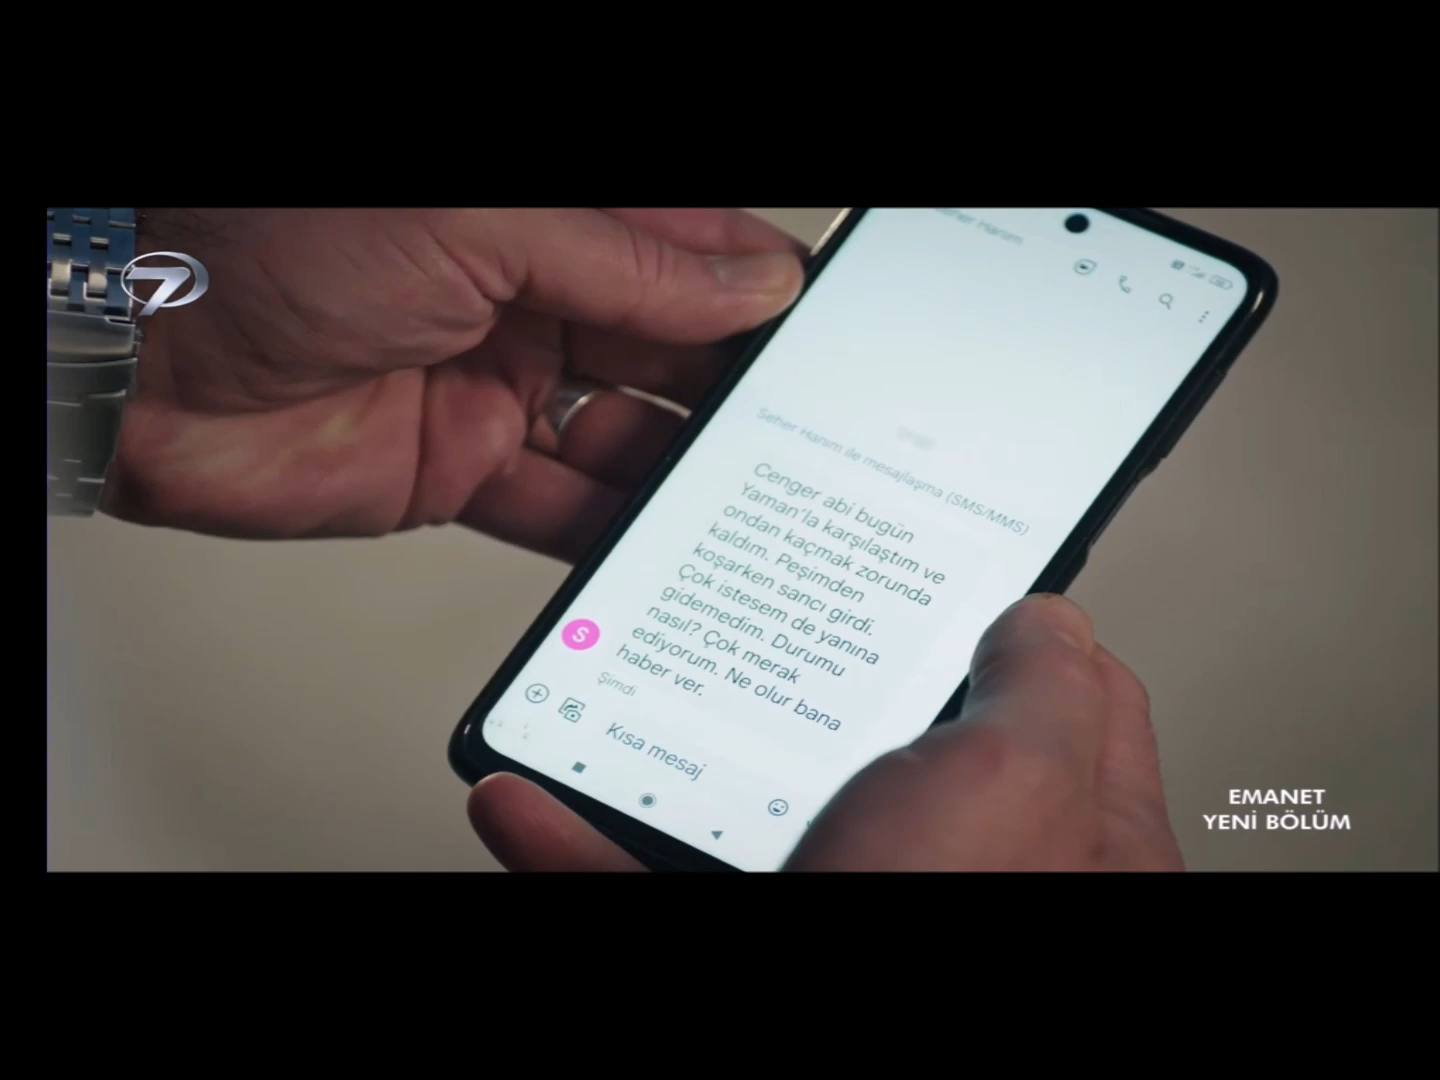 7
Hanım
Seher Hanım ile mesajlaşma (SMS/MMS)
Cenger abi bugün
Yaman'la karşılaştım ve
ondan kaçmak zorunda
kaldım. Peşimden
koşarken sancı girdi.
Çok istesem de yanına
gidemedim. Durumu
nasıl? Çok merak
ediyorum. Ne olur bana
haber ver.
S
Şimdi
Kısa mesaj
EMANET
YENİ BÖLÜM